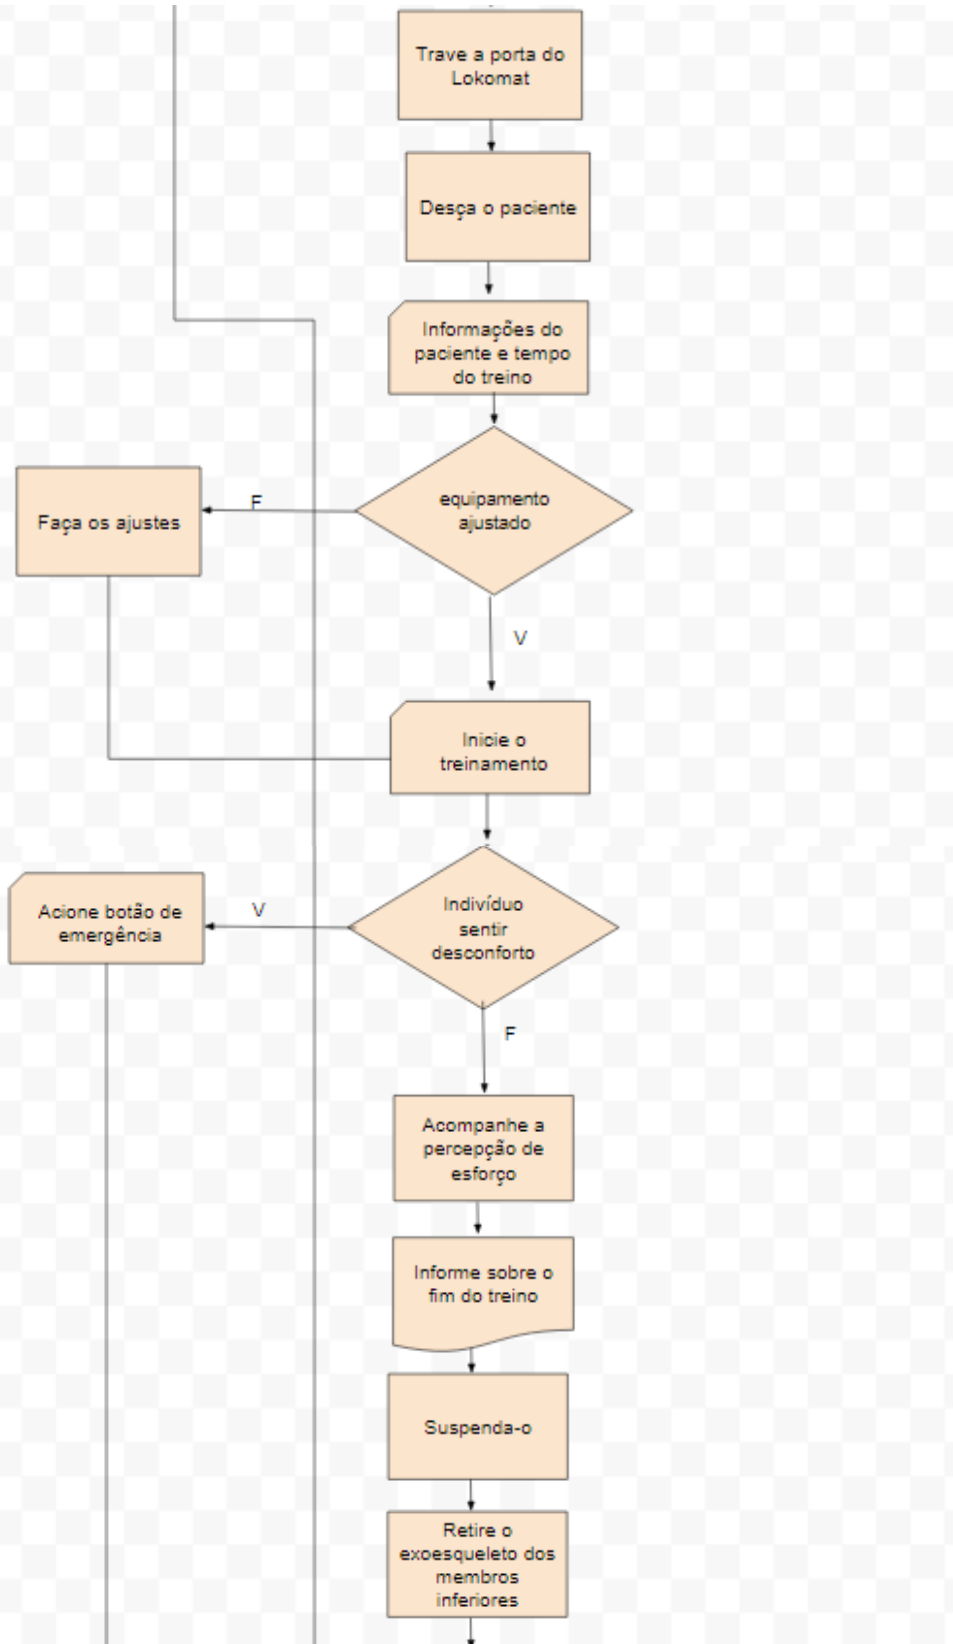 Trave a porta do
Lokomat
Desça o paciente
Informações do
paciente e tempo
do treino
equipamento
ajustado
F
Faça os ajustes
V
Inicie o
treinamento
Indivíduo
sentir
desconforto
V
Acione botão de
emergência
F
Acompanhe a
percepção de
esforço
Informe sobre o
fim do treino
Suspenda-o
Retire o
exoesqueleto dos
membros
inferiores